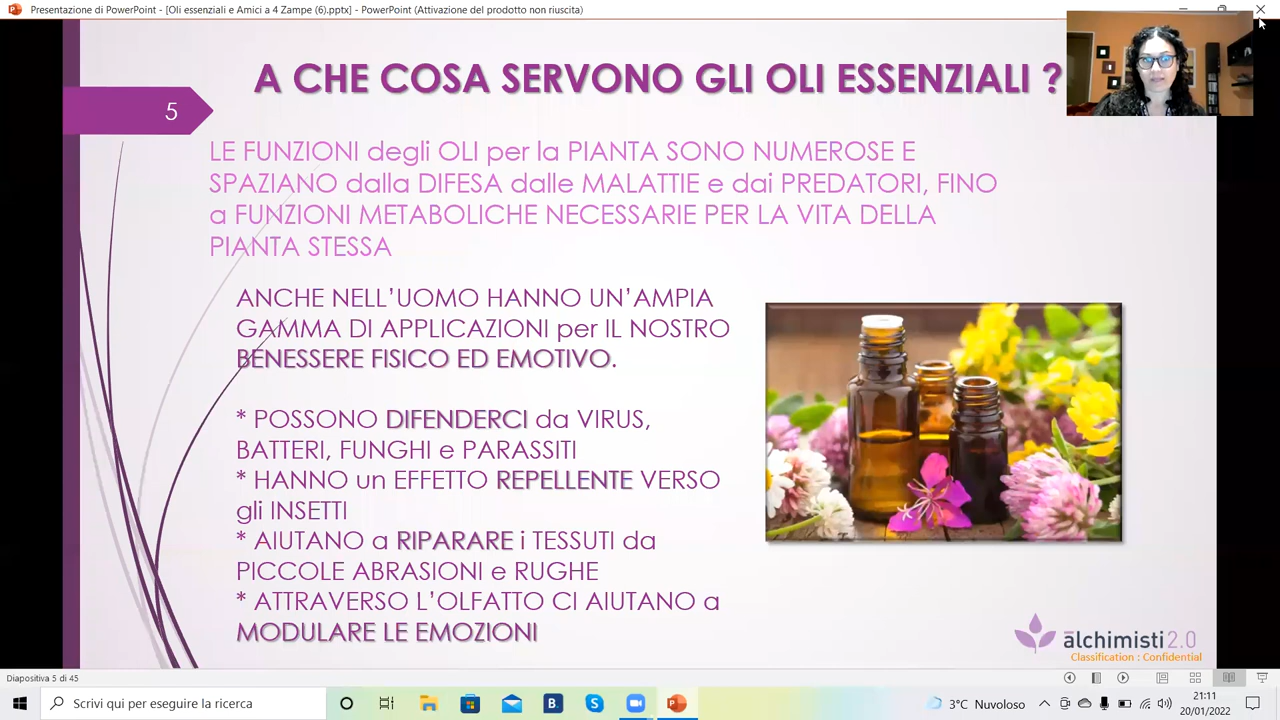 Presentazione di PowerPoint - [Oli essenziali e Amici a 4 Zampe (6).pptx] - PowerPoint (Attivazione del prodotto non riuscita)
A CHE COSA SERVONO GLI OLI ESSENZIALI ?
5
LE FUNZIONI degli OLI per la PIANTA SONO NUMEROSE E
SPAZIANO dalla DIFESA dalle MALATTIE e dai PREDATORI, FINO
a FUNZIONI METABOLICHE NECESSARIE PER LA VITA DELLA
PIANTA STESSA
ANCHE NELL'UOMO HANNO UN'AMPIA
GAMMA DI APPLICAZIONI per IL NOSTRO
BENESSERE FISICO ED EMOTIVO.
* POSSONO DIFENDERCI da VIRUS,
BATTERI, FUNGHI e PARASSITI
* HANNO un EFFETTO REPELLENTE VERSO
gli INSETTI
* AIUTANO a RIPARARE i TESSUTI da
PICCOLE ABRASIONI e RUGHE
* ATTRAVERSO L'OLFATTO CI AIUTANO a
MODULARE LE EMOZIONI
alchimisti2.0
Classification : Confidential
Diapositiva 5 di 45
Scrivi qui per eseguire la ricerca
B.
3°C Nuvoloso
21:11
20/01/2022